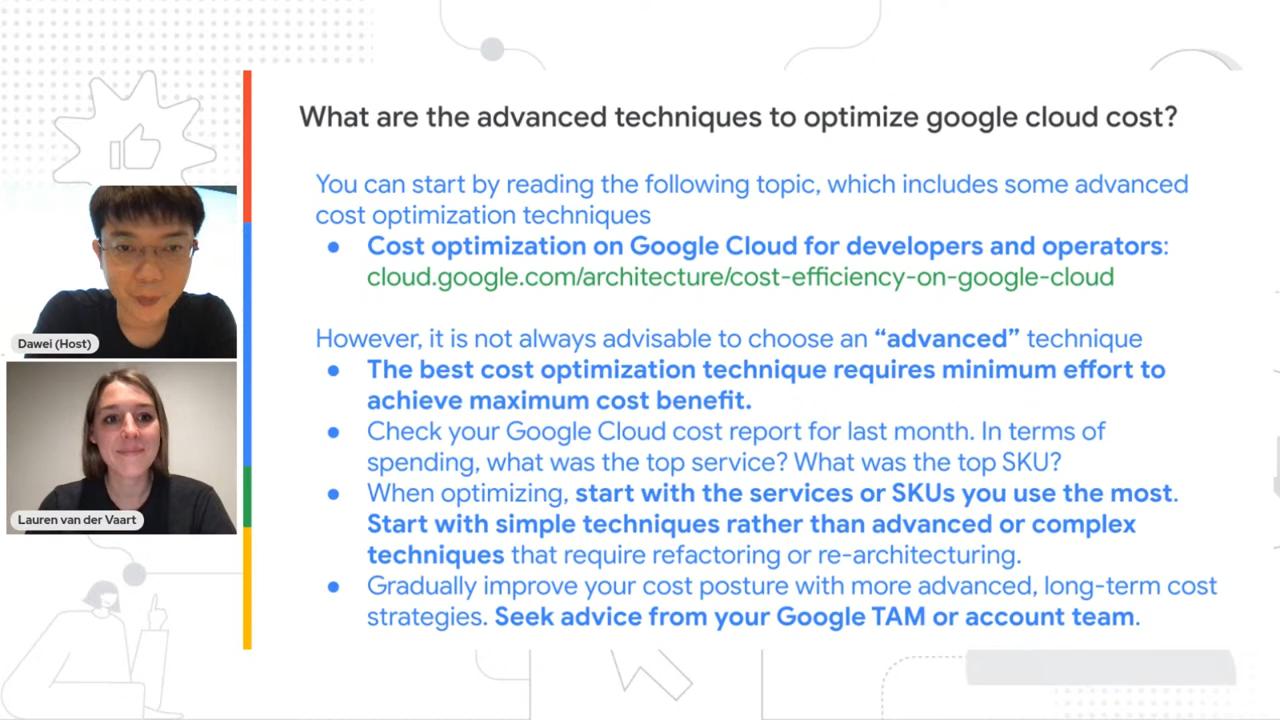 What are the advanced techniques to optimize google cloud cost?
You can start by reading the following topic, which includes some advanced
cost optimization techniques
● Cost optimization on Google Cloud for developers and operators:
cloud.google.com/architecture/cost-efficiency-on-google-cloud
However, it is not always advisable to choose an “advanced” technique
● The best cost optimization technique requires minimum effort to
achieve maximum cost benefit.
● Check your Google Cloud cost report for last month. In terms of
spending, what was the top service? What was the top SKU?
● When optimizing, start with the services or SKUs you use the most.
Start with simple techniques rather than advanced or complex
techniques that require refactoring or re-architecturing.
● Gradually improve your cost posture with more advanced, long-term cost
strategies. Seek advice from your Google TAM or account team.
Dawei (Host)
Lauren van der Vaart